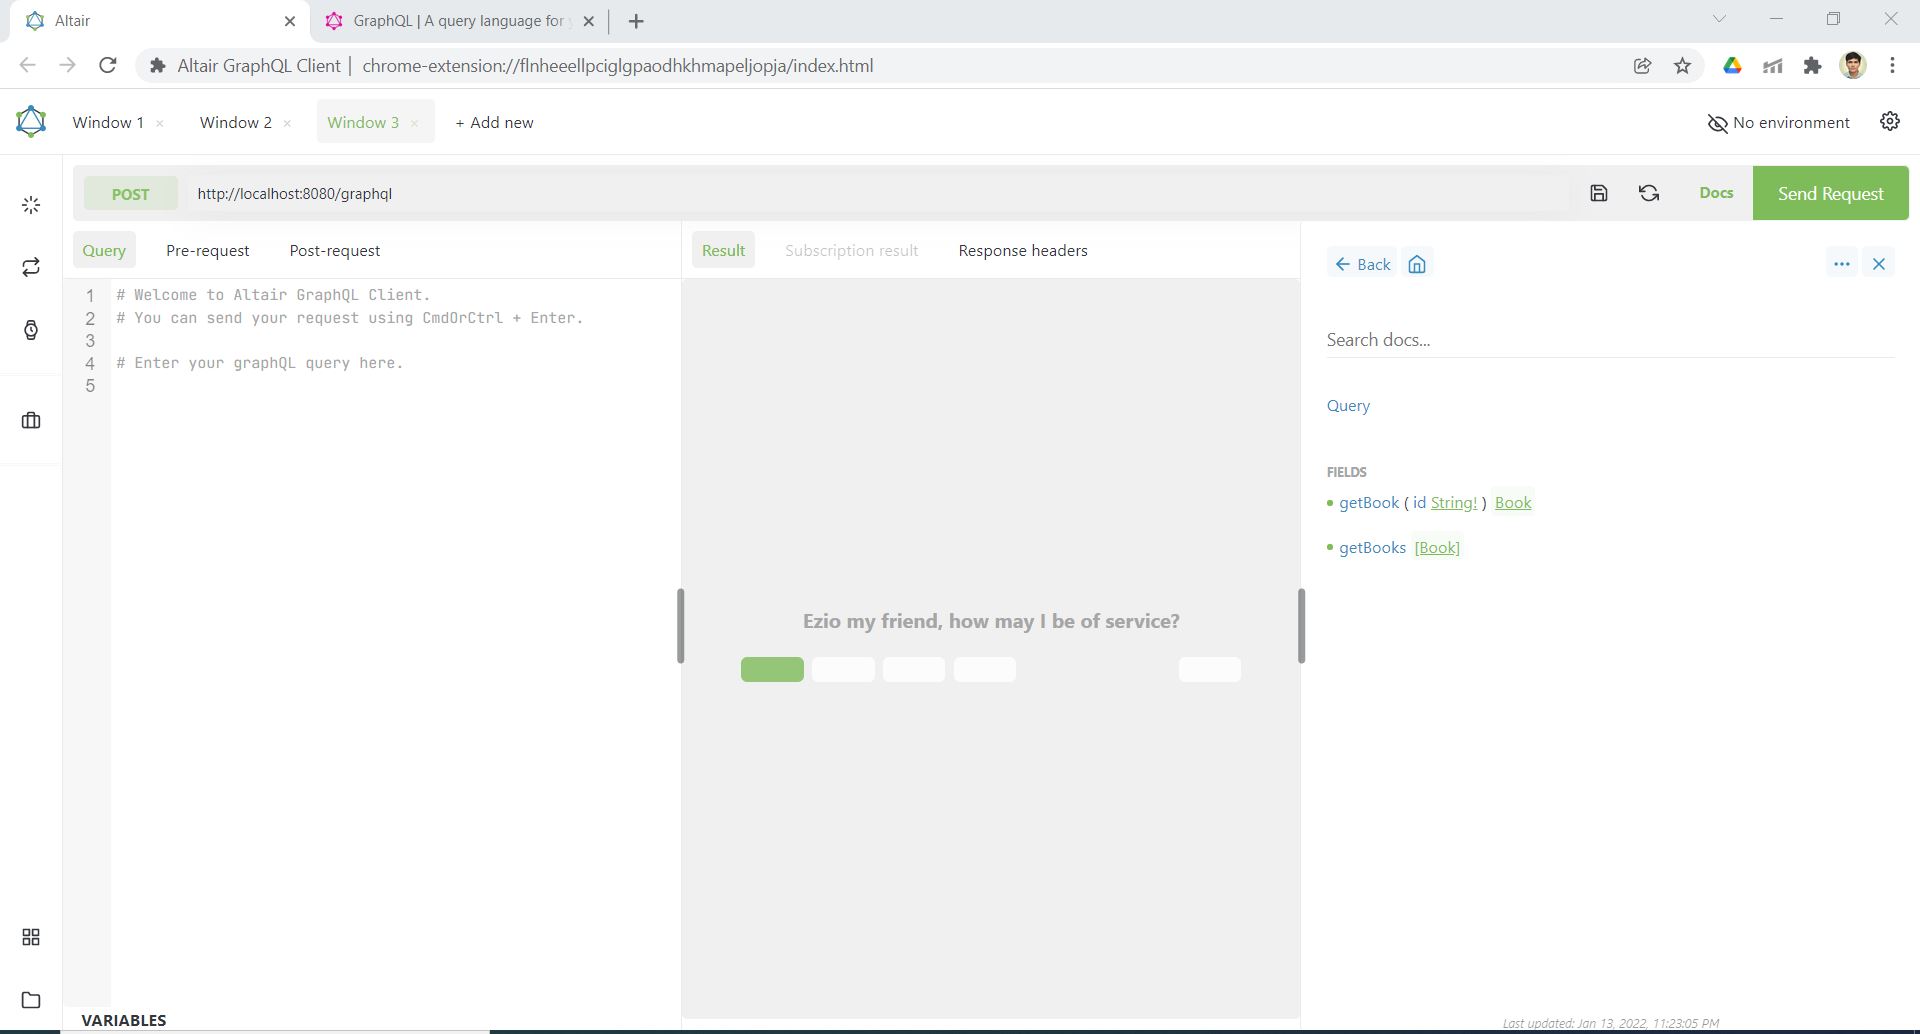 Altair
GraphQL | A query language for
Altair GraphQL Client | chrome-extension://flnheeellpciglgpaodhkhmapeljopja/index.html
Window 1 × Window 2 × Window 3 × + Add new No environment
POST http://localhost:8080/graphql Docs Send Request
Query Pre-request Post-request
Result Subscription result Response headers
Back
1 # Welcome to Altair GraphQL Client.
2 # You can send your request using CmdOrCtrl + Enter.
3
4 # Enter your graphQL query here.
5
Ezio my friend, how may I be of service?
Search docs...
Query
FIELDS
getBook ( id String! ) Book
getBooks [Book]
VARIABLES
Last updated: Jan 13, 2022, 11:23:05 PM